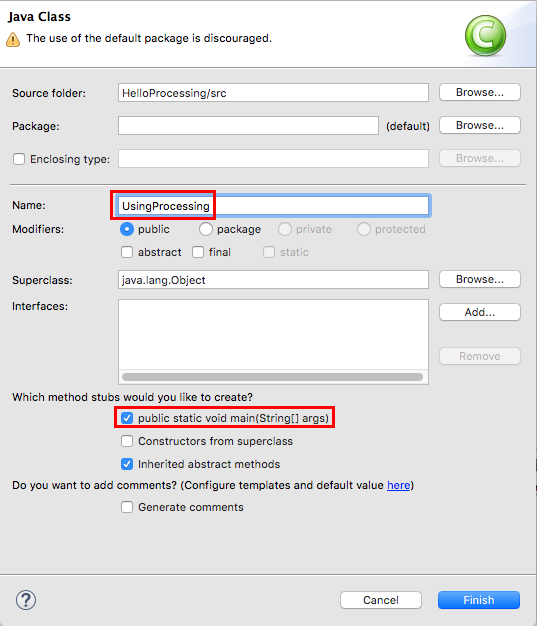 Java Class
The use of the default package is discouraged.
C
Source folder: HelloProcessing/src Browse...
Package: (default) Browse...
Enclosing type: Browse...
Name: UsingProcessing
Modifiers: public package private protected
abstract final static
Superclass: java.lang.Object Browse...
Interfaces: Add...
Remove
Which method stubs would you like to create?
public static void main(String[] args)
Constructors from superclass
Inherited abstract methods
Do you want to add comments? (Configure templates and default value here)
Generate comments
? Cancel Finish